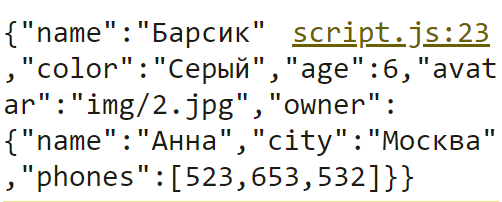 {"name":"Барсик" script.js:23
,"color":"Серый","age":6,"avat
ar":"img/2.jpg","owner":
{"name":"Анна","city":"Москва"
,"phones":[523,653,532]}}